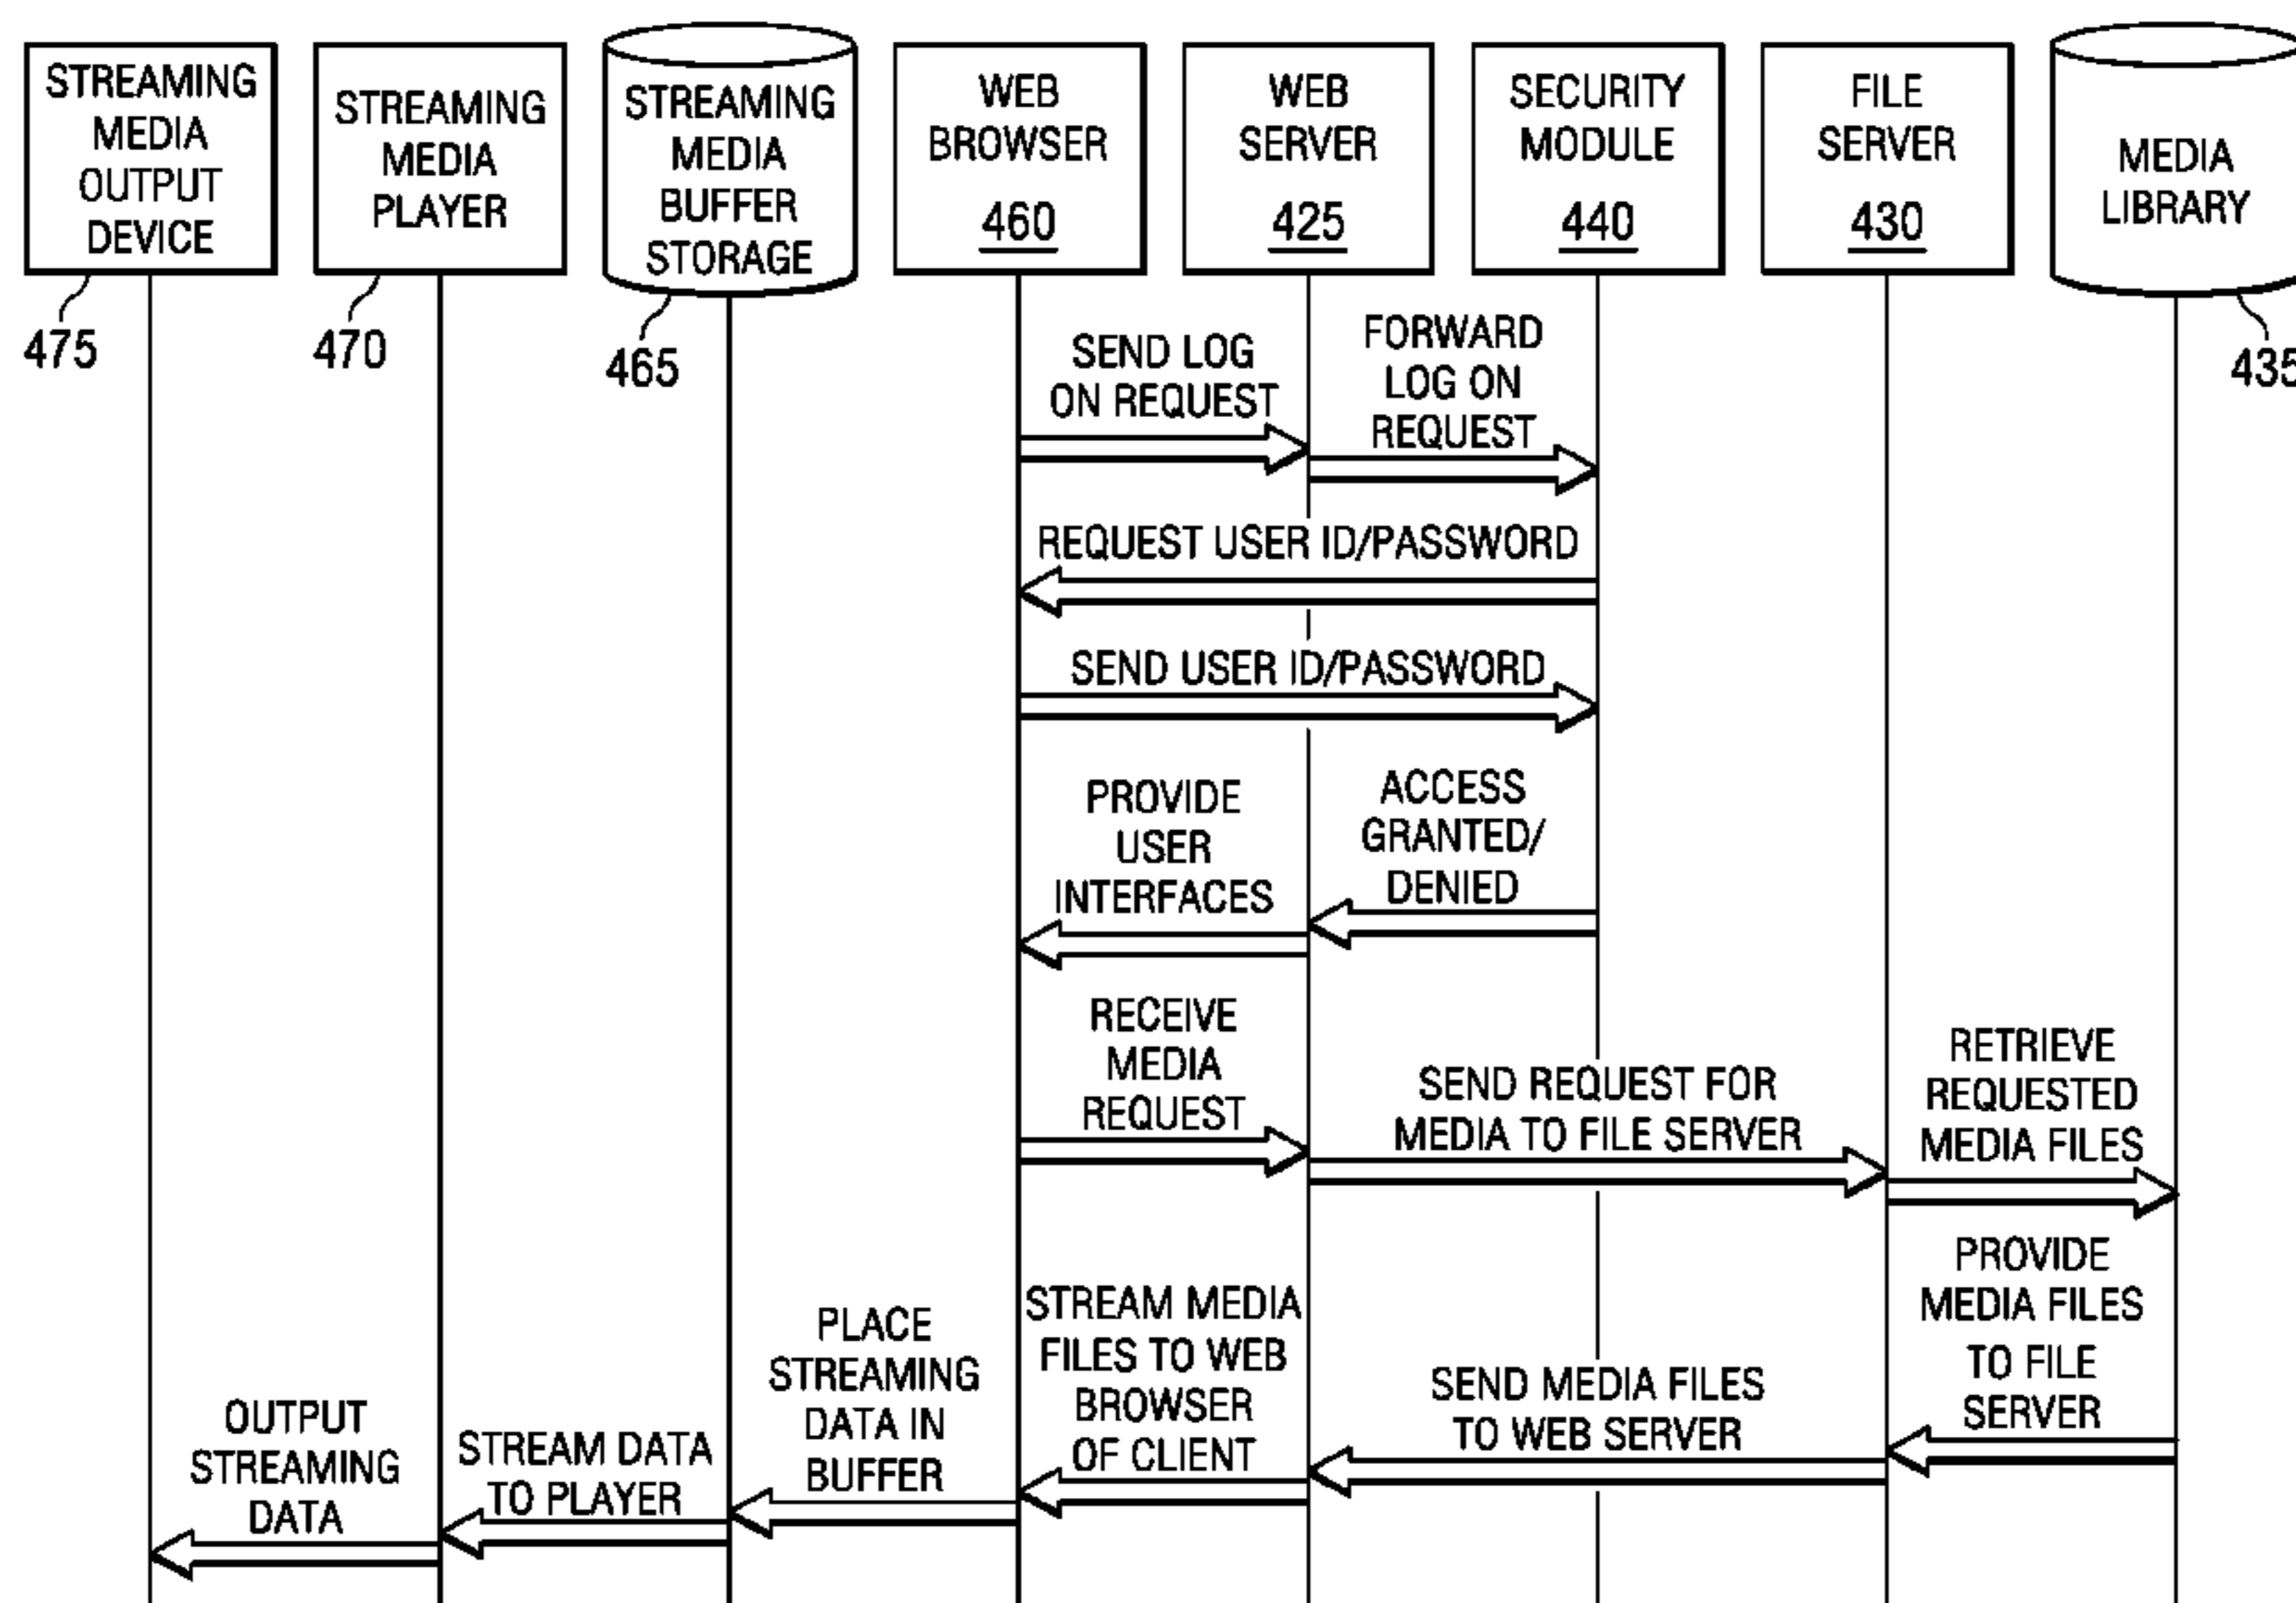 STREAMING
MEDIA
OUTPUT
DEVICE
475
STREAMING
MEDIA
PLAYER
470
STREAMING
MEDIA
BUFFER
STORAGE
465
WEB
BROWSER
460
WEB
SERVER
425
SECURITY
MODULE
440
FILE
SERVER
430
MEDIA
LIBRARY
435
SEND LOG
ON REQUEST
FORWARD
LOG ON
REQUEST
REQUEST USER ID/PASSWORD
SEND USER ID/PASSWORD
ACCESS
GRANTED/
DENIED
PROVIDE
USER
INTERFACES
RECEIVE
MEDIA
REQUEST
SEND REQUEST FOR
MEDIA TO FILE SERVER
RETRIEVE
REQUESTED
MEDIA FILES
PROVIDE
MEDIA FILES
TO FILE
SERVER
SEND MEDIA FILES
TO WEB SERVER
STREAM MEDIA
FILES TO WEB
BROWSER
OF CLIENT
PLACE
STREAMING
DATA IN
BUFFER
STREAM DATA
TO PLAYER
OUTPUT
STREAMING
DATA